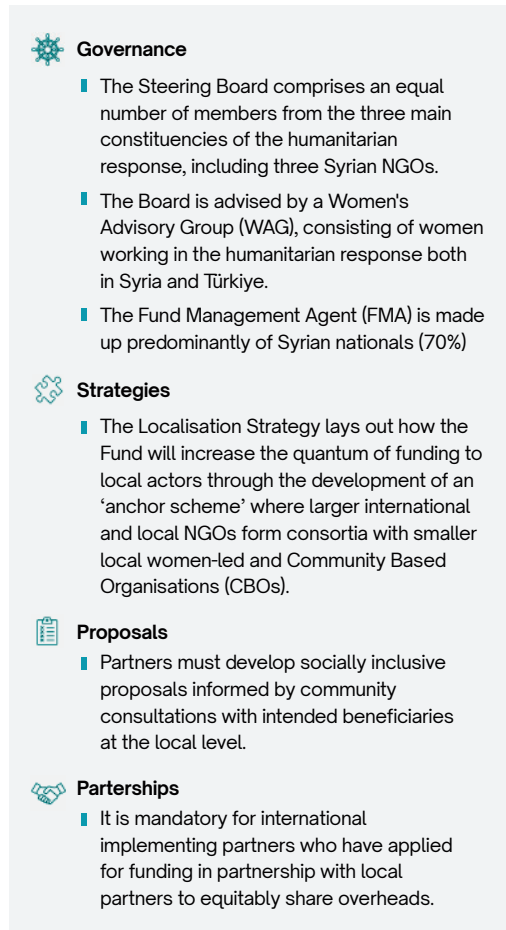 Governance
The Steering Board comprises an equal
number of members from the three main
constituencies of the humanitarian
response, including three Syrian NGOs.
The Board is advised by a Women's
Advisory Group (WAG), consisting of women
working in the humanitarian response both
in Syria and Türkiye.
The Fund Management Agent (FMA) is made
up predominantly of Syrian nationals (70%)
Strategies
The Localisation Strategy lays out how the
Fund will increase the quantum of funding to
local actors through the development of an
‘anchor scheme’ where larger international
and local NGOs form consortia with smaller
local women-led and Community Based
Organisations (CBOs).
Proposals
Partners must develop socially inclusive
proposals informed by community
consultations with intended beneficiaries
at the local level.
Parterships
It is mandatory for international
implementing partners who have applied
for funding in partnership with local
partners to equitably share overheads.